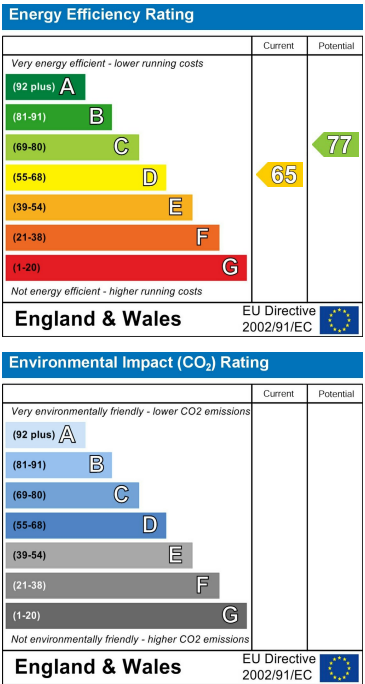 Energy Efficiency Rating
Current Potential
Very energy efficient - lower running costs
(92 plus) A
(81-91) B
(69-80) C
(55-68) D
(39-54) E
(21-38) F
(1-20) G
65
77
Not energy efficient - higher running costs
England & Wales
EU Directive
2002/91/EC
Environmental Impact (CO₂) Rating
Current Potential
Very environmentally friendly - lower CO2 emissions
(92 plus) A
(81-91) B
(69-80) C
(55-68) D
(39-54) E
(21-38) F
(1-20) G
Not environmentally friendly - higher CO2 emissions
England & Wales
EU Directive
2002/91/EC